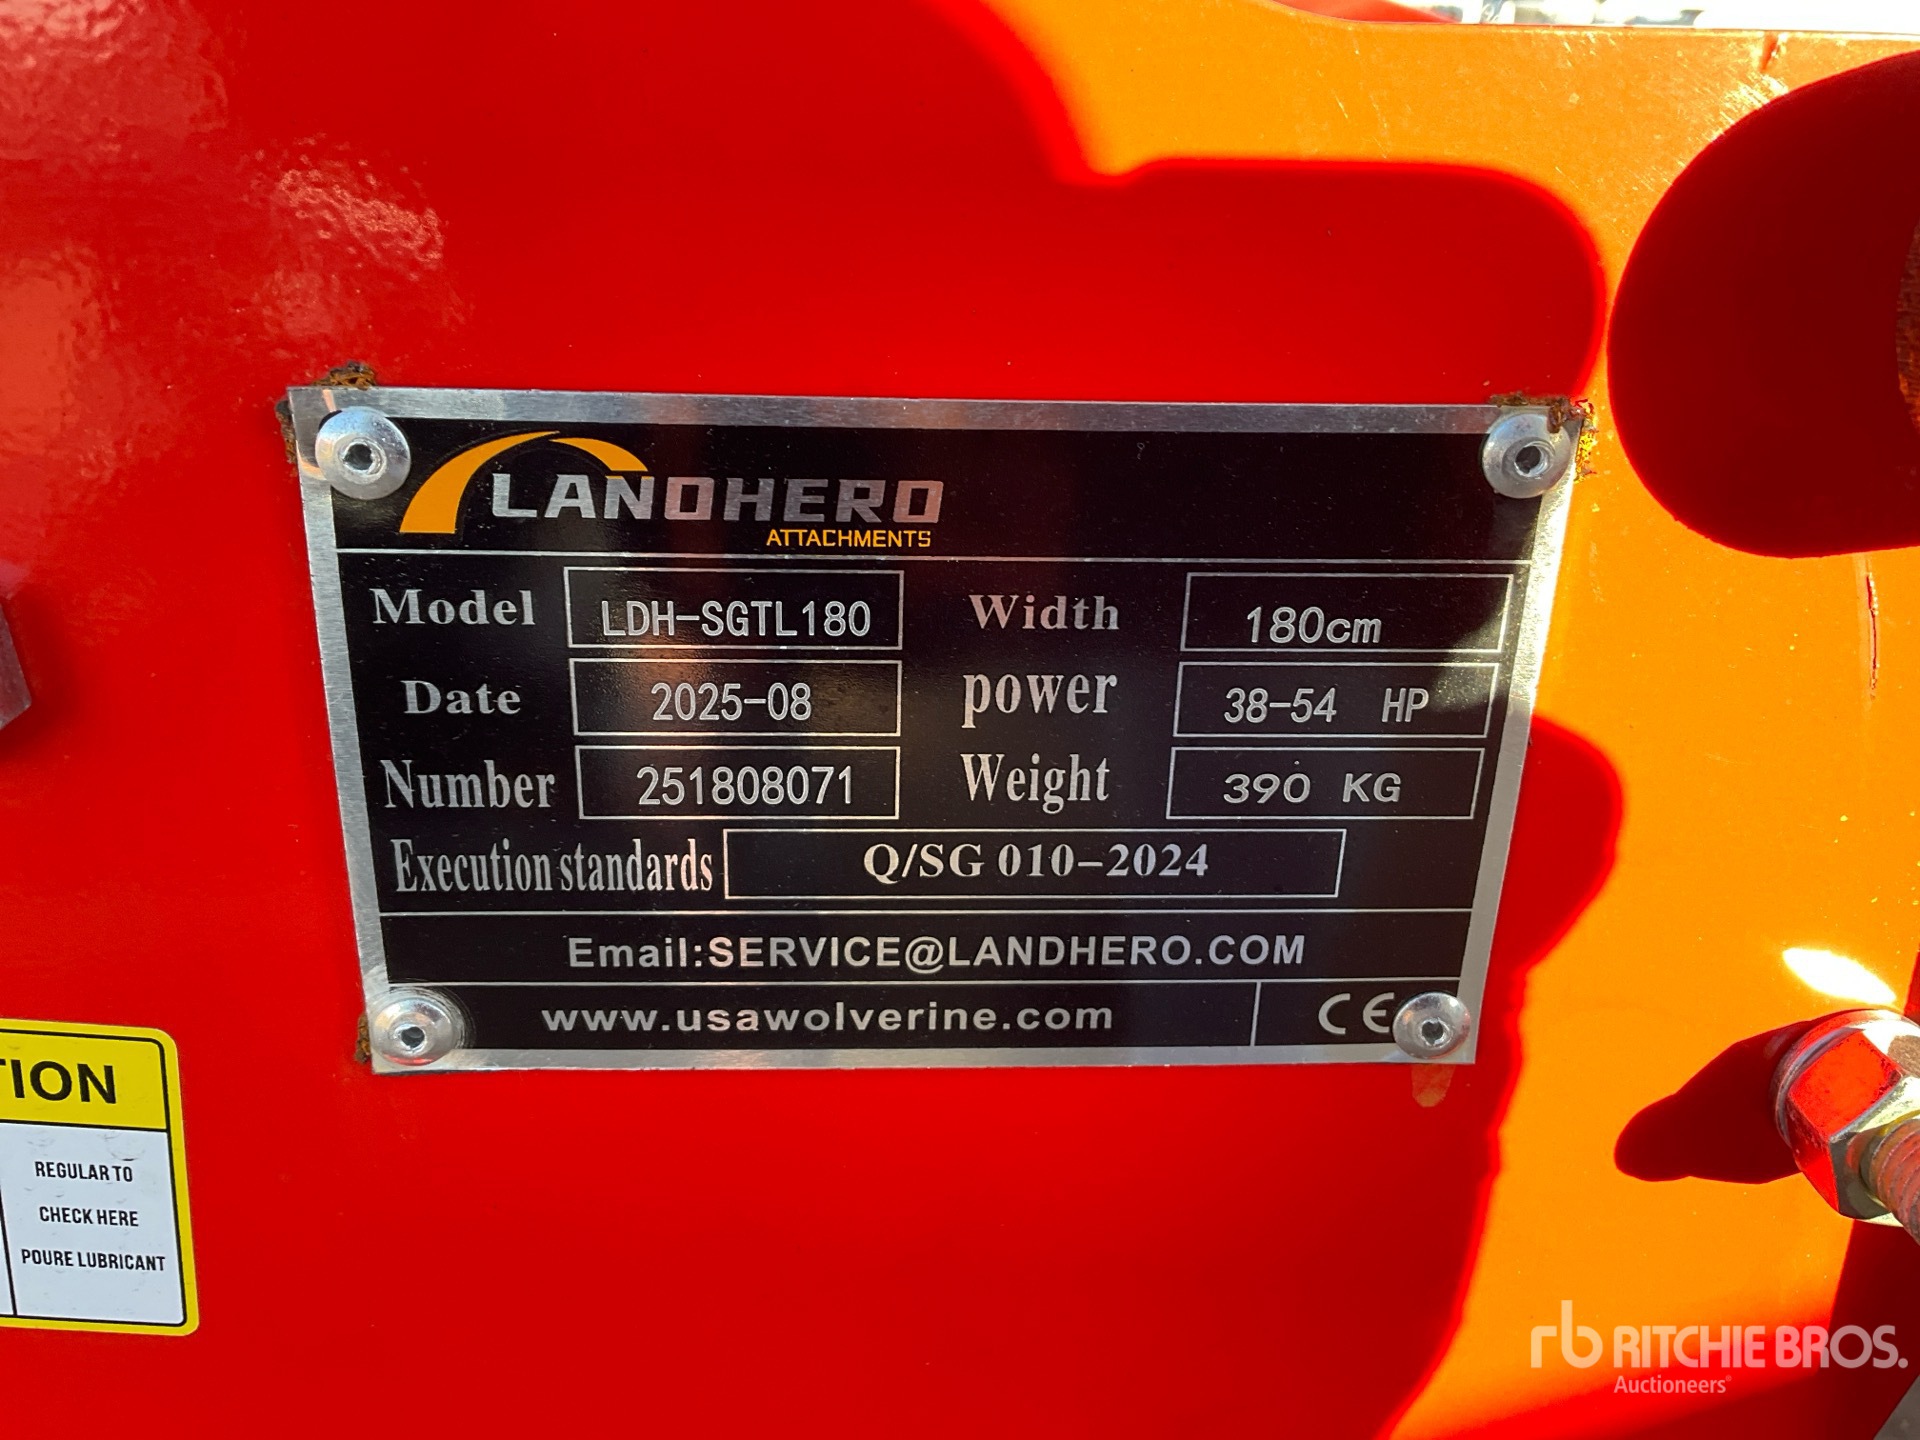 LANDHERO
ATTACHMENTS
Model LDH-SGTL180 Width 180cm
Date 2025-08 power 38-54 HP
Number 251808071 Weight 390 KG
Execution standards Q/SG 010-2024
Email:SERVICE@LANDHERO.COM
www.usawolverine.com CE
TION
REGULAR TO
CHECK HERE
POURE LUBRICANT
rb RITCHIE BROS.
Auctioneers